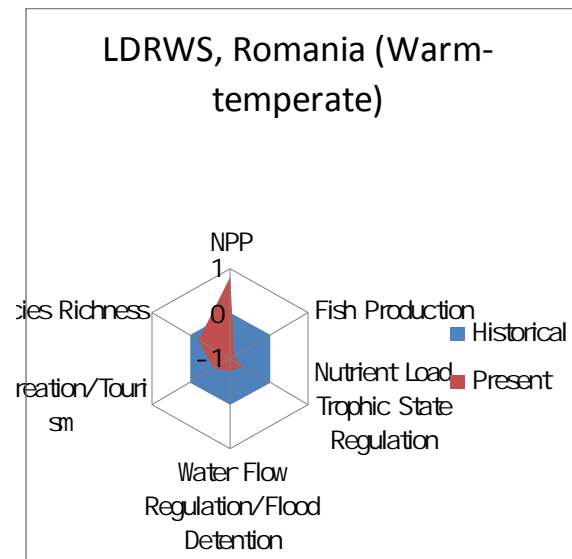 LDRWS, Romania (Warm-
temperate)
NPP
1
cies Richness
0
Fish Production
Historical
-1
Nutrient Load,
Present
reation/Touri
Trophic State
sm
Regulation
Water Flow
Regulation/Flood
Detention